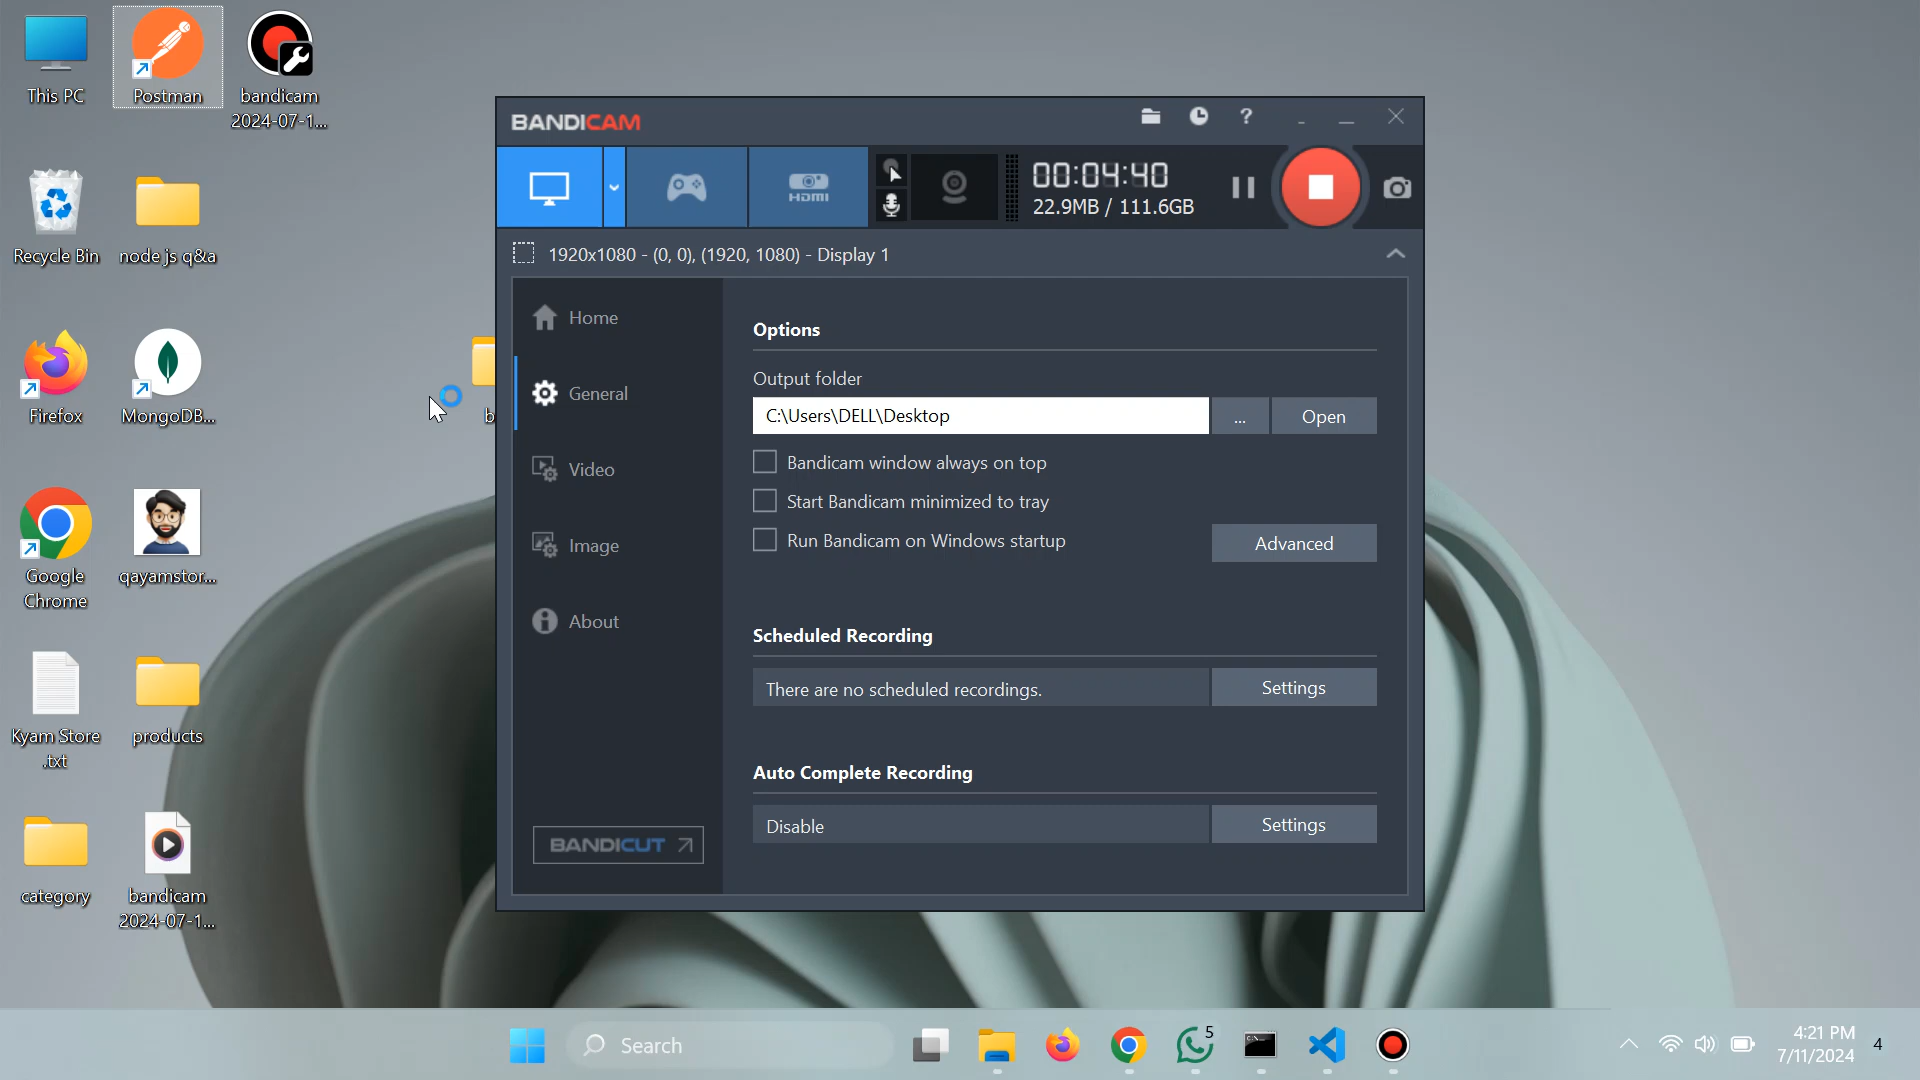 This PC
Postman
bandicam
2024-07-1...
Recycle Bin
node js q&a
Firefox
MongoDB...
b
Google
Chrome
qayamstor...
Kyam Store
.txt
products
category
bandicam
2024-07-1...
BANDICAM
?
HDMI
00:04:40
22.9MB / 111.6GB
1920x1080 - (0, 0), (1920, 1080) - Display 1
Home
General
Video
Image
About
BANDICUT
Options
Output folder
C:\Users\DELL\Desktop
...
Open
Bandicam window always on top
Start Bandicam minimized to tray
Run Bandicam on Windows startup
Advanced
Scheduled Recording
There are no scheduled recordings.
Settings
Auto Complete Recording
Disable
Settings
Search
5
4:21 PM
7/11/2024
4